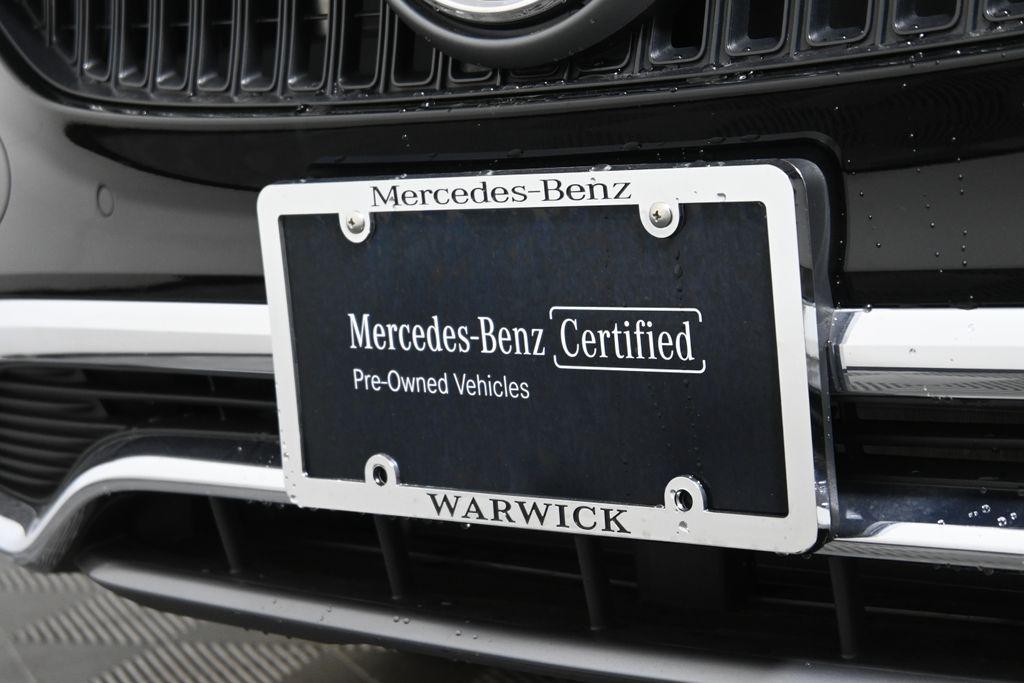 Mercedes-Benz
Mercedes-Benz Certified
Pre-Owned Vehicles
WARWICK